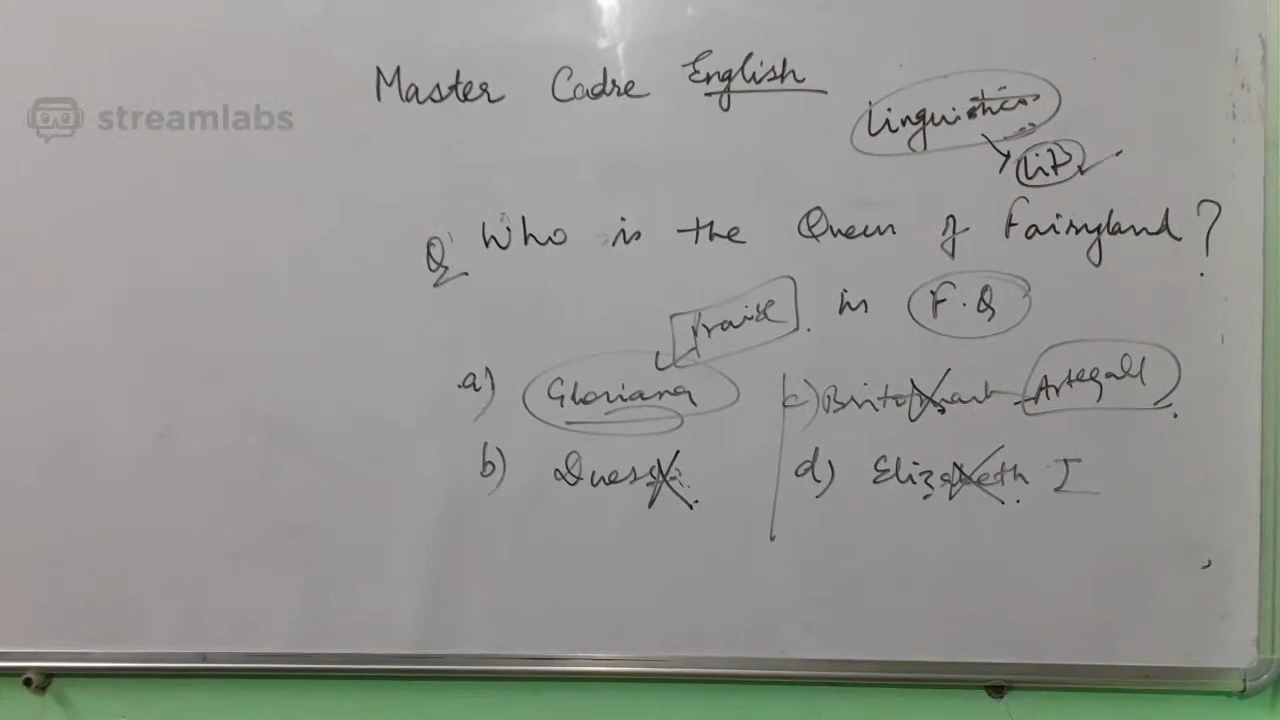 Master Cadre English
streamlabs
Linguistics
Lit
Q Who is the Queen of Fairyland?
Praise in F.Q
a) Gloriana c) Britomart - Artegall
b) Duessa d) Elizabeth I